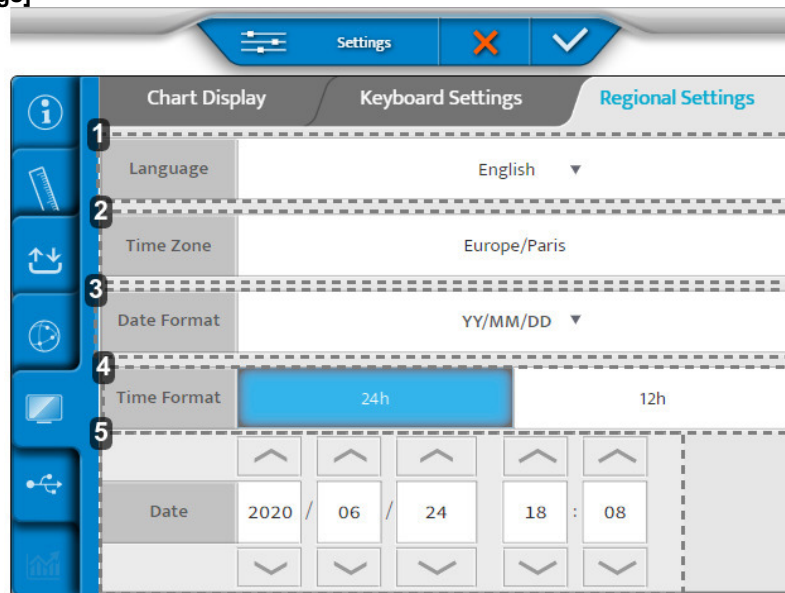 ge]
Settings
Chart Display Keyboard Settings Regional Settings
1
Language English ▼
2
Time Zone Europe/Paris
3
Date Format YY/MM/DD ▼
4
Time Format 24h 12h
5
Date 2020 / 06 / 24 18 : 08